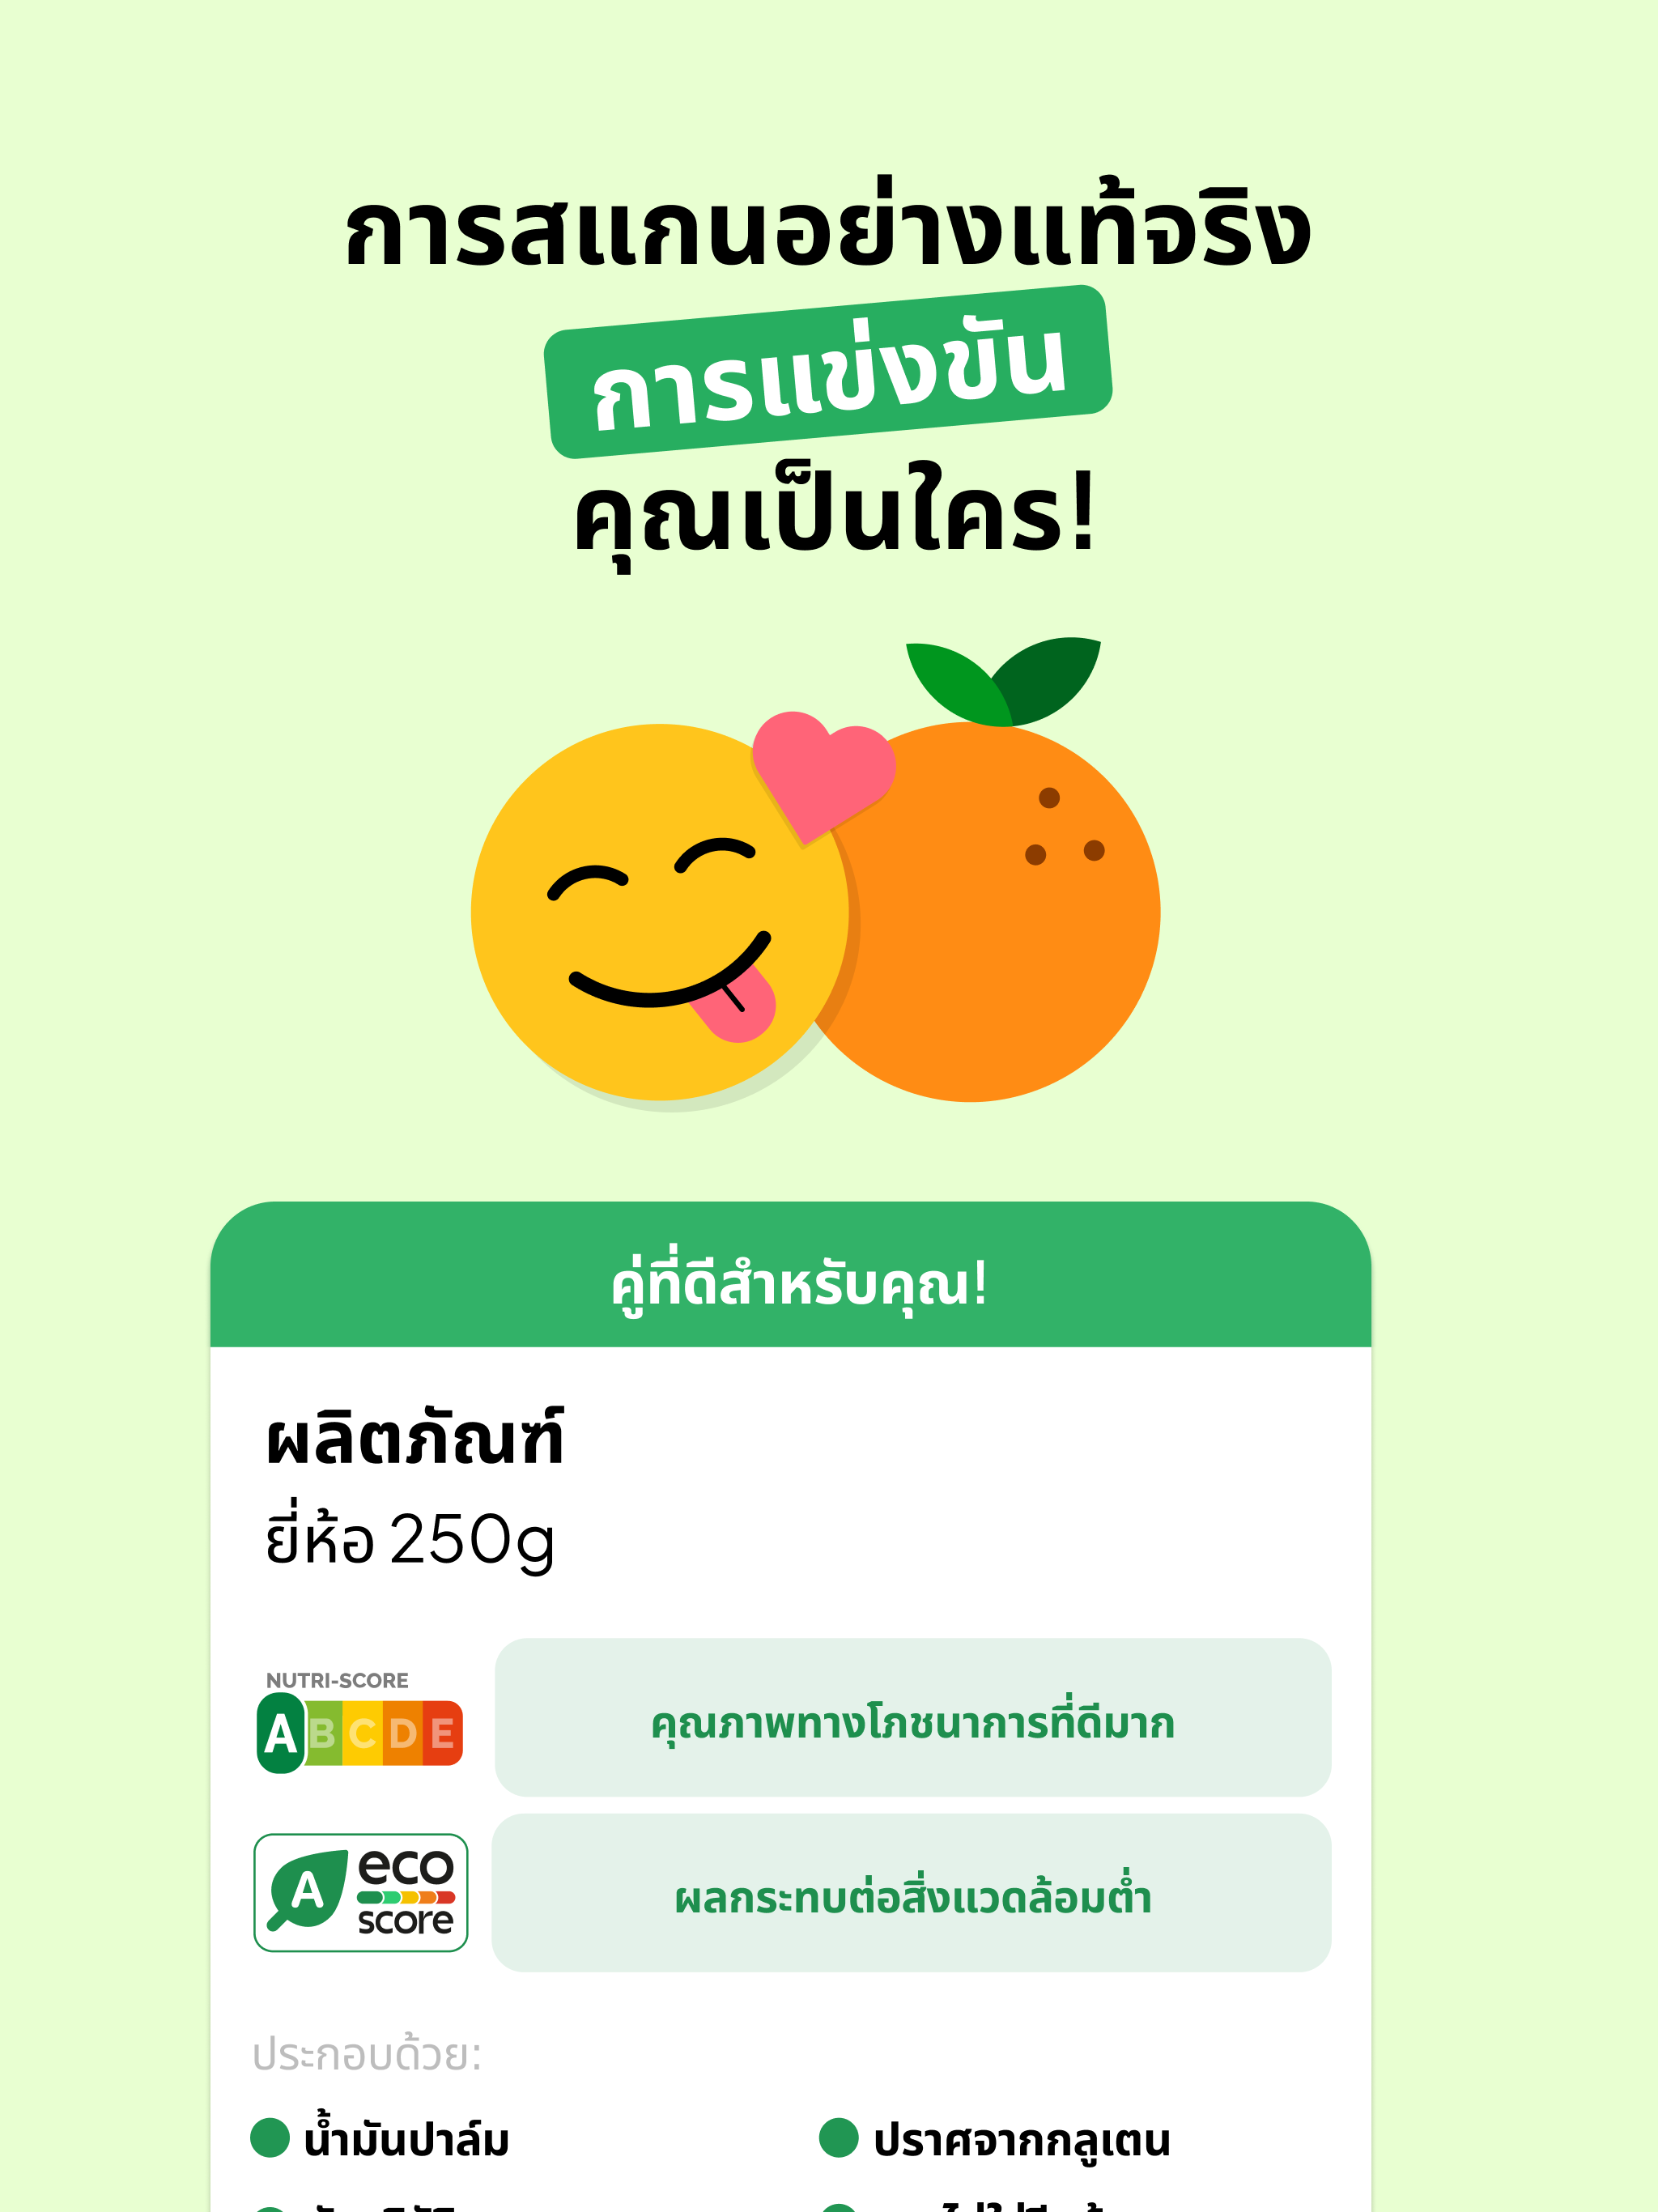 การสแกนอย่างแท้จริง
การแข่งขัน
คุณเป็นใคร!
คู่ที่ดีสำหรับคุณ!
ผลิตภัณฑ์
ยี่ห้อ 250g
NUTRI-SCORE
A B C D E
คุณภาพทางโภชนาการที่ดีมาก
A eco score
ผลกระทบต่อสิ่งแวดล้อมต่ำ
ประกอบด้วย:
น้ำมันปาล์ม
ปราศจากกลูเตน